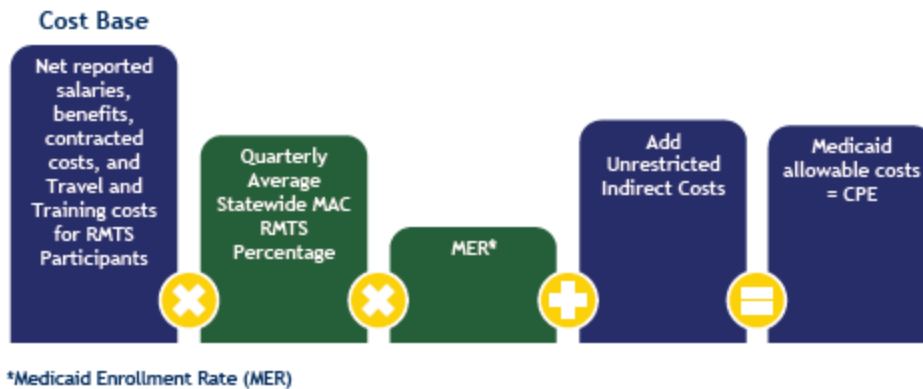 Cost Base
Net reported
salaries,
benefits,
contracted
costs, and
Travel and
Training costs
for RMTS
Participants
Quarterly
Average
Statewide MAC
RMTS
Percentage
MER*
Add
Unrestricted
Indirect Costs
Medicaid
allowable costs
= CPE
*Medicaid Enrollment Rate (MER)